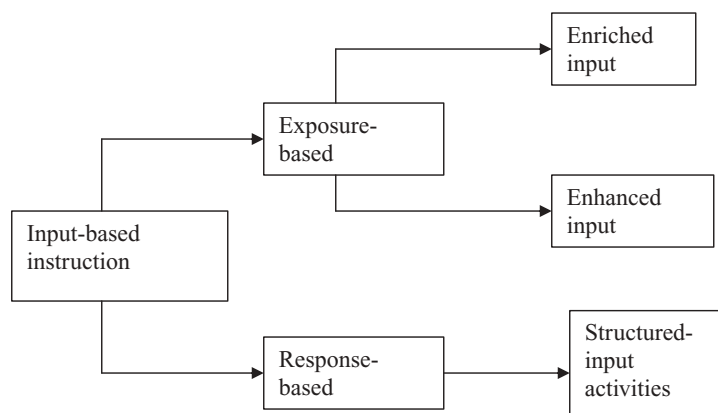 Enriched
input
Exposure-
based
Enhanced
input
Input-based
instruction
Response-
based
Structured-
input
activities